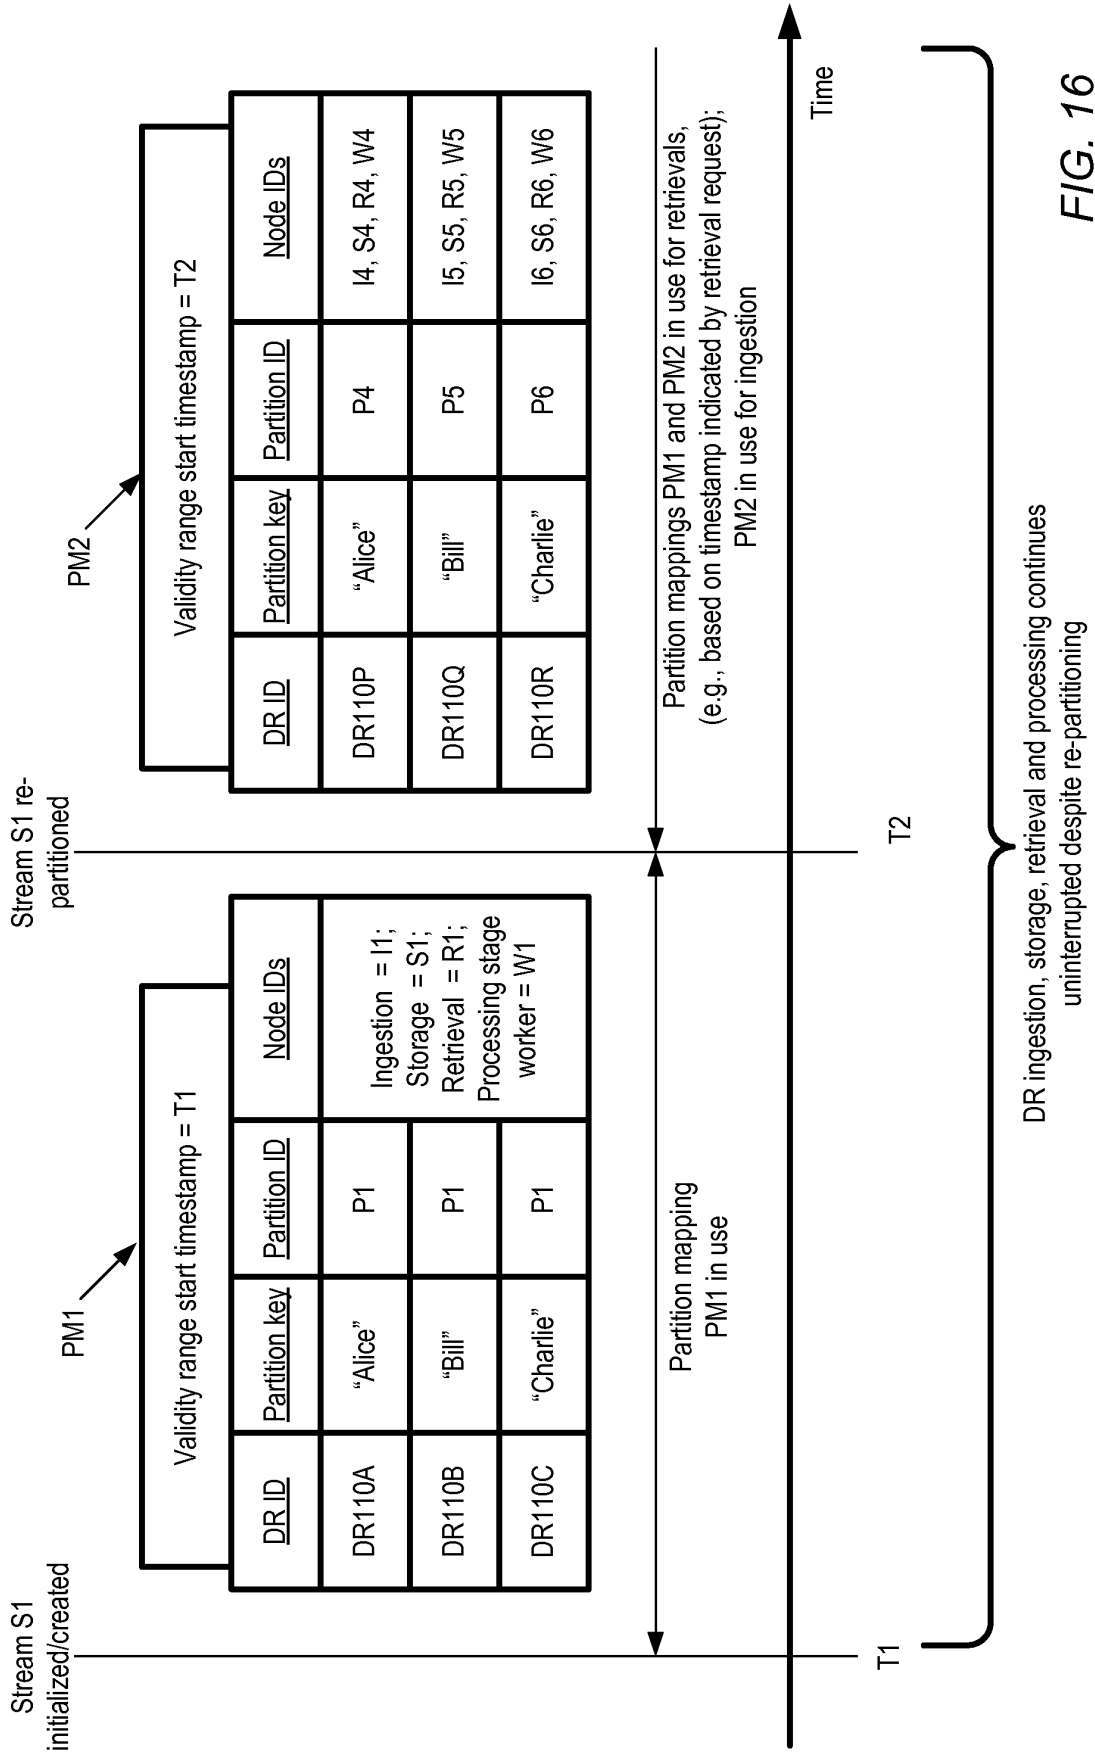 Stream S1
initialized/created
PM1
Validity range start timestamp = T1
DR ID
Partition key
Partition ID
Node IDs
DR110A
“Alice”
P1
DR110B
“Bill”
P1
DR110C
“Charlie”
P1
Ingestion = I1;
Storage = S1;
Retrieval = R1;
Processing stage
worker = W1
Stream S1 re-
partitioned
PM2
Validity range start timestamp = T2
DR ID
Partition key
Partition ID
Node IDs
DR110P
“Alice”
P4
I4, S4, R4, W4
DR110Q
“Bill”
P5
I5, S5, R5, W5
DR110R
“Charlie”
P6
I6, S6, R6, W6
Partition mapping
PM1 in use
Partition mappings PM1 and PM2 in use for retrievals,
(e.g., based on timestamp indicated by retrieval request);
PM2 in use for ingestion
Time
T1
T2
DR ingestion, storage, retrieval and processing continues
uninterrupted despite re-partitioning
FIG. 16